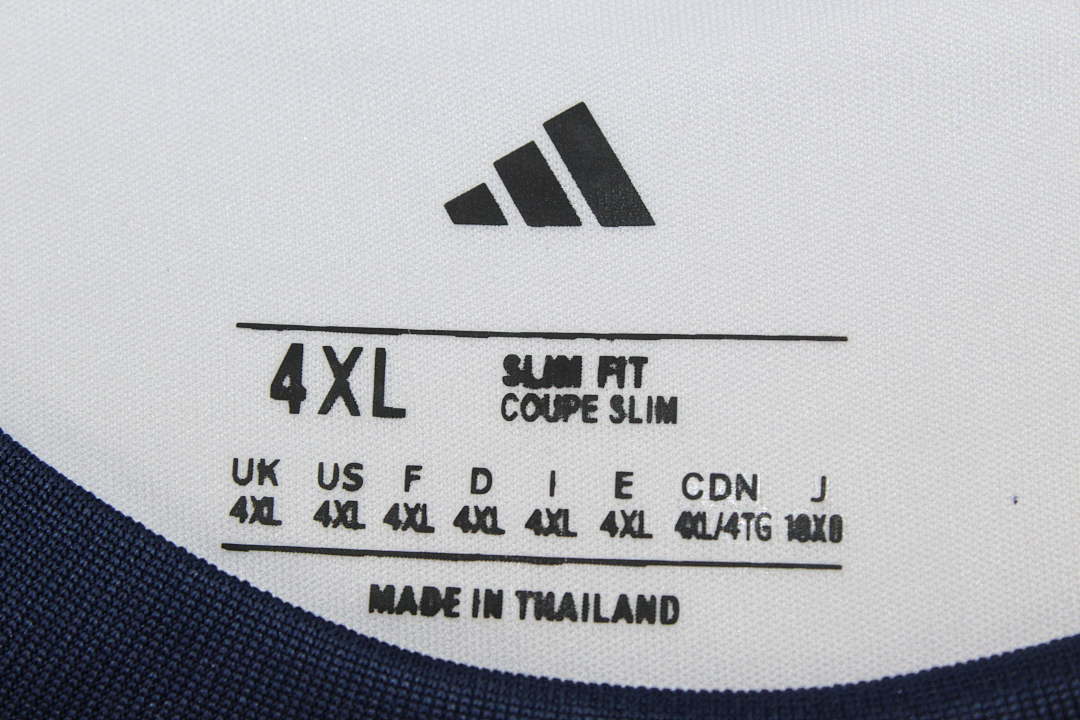 4XL
SLIM FIT
COUPE SLIM
UK US F D I E CDN J
4XL 4XL 4XL 4XL 4XL 4XL 4XL/4TG
MADE IN THAILAND